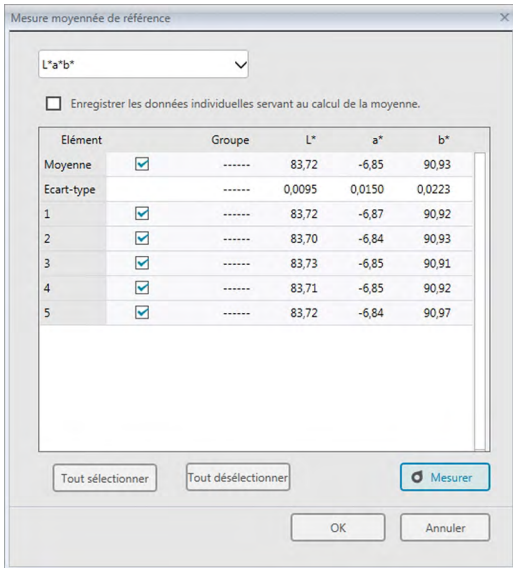 Mesure moyennée de référence
L*a*b*
Enregistrer les données individuelles servant au calcul de la moyenne.
Elément Groupe L* a* b*
Moyenne ------ 83,72 -6,85 90,93
Ecart-type ------ 0,0095 0,0150 0,0223
1 ------ 83,72 -6,87 90,92
2 ------ 83,70 -6,84 90,93
3 ------ 83,73 -6,85 90,91
4 ------ 83,71 -6,85 90,92
5 ------ 83,72 -6,84 90,97
Tout sélectionner Tout désélectionner Mesurer
OK Annuler